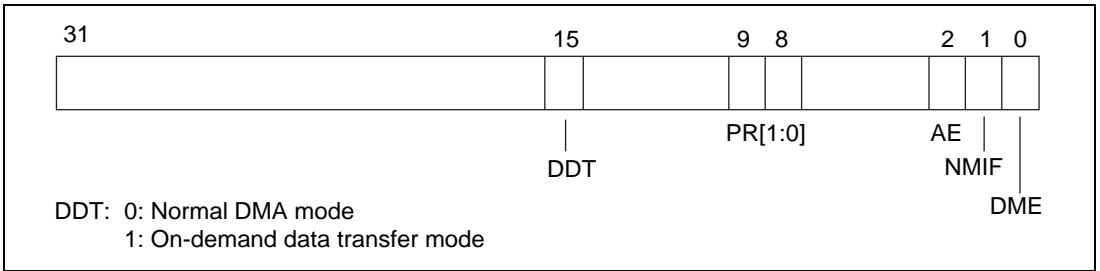 31 15 9 8 2 1 0
PR[1:0] AE
DDT NMIF
DME
DDT: 0: Normal DMA mode
1: On-demand data transfer mode